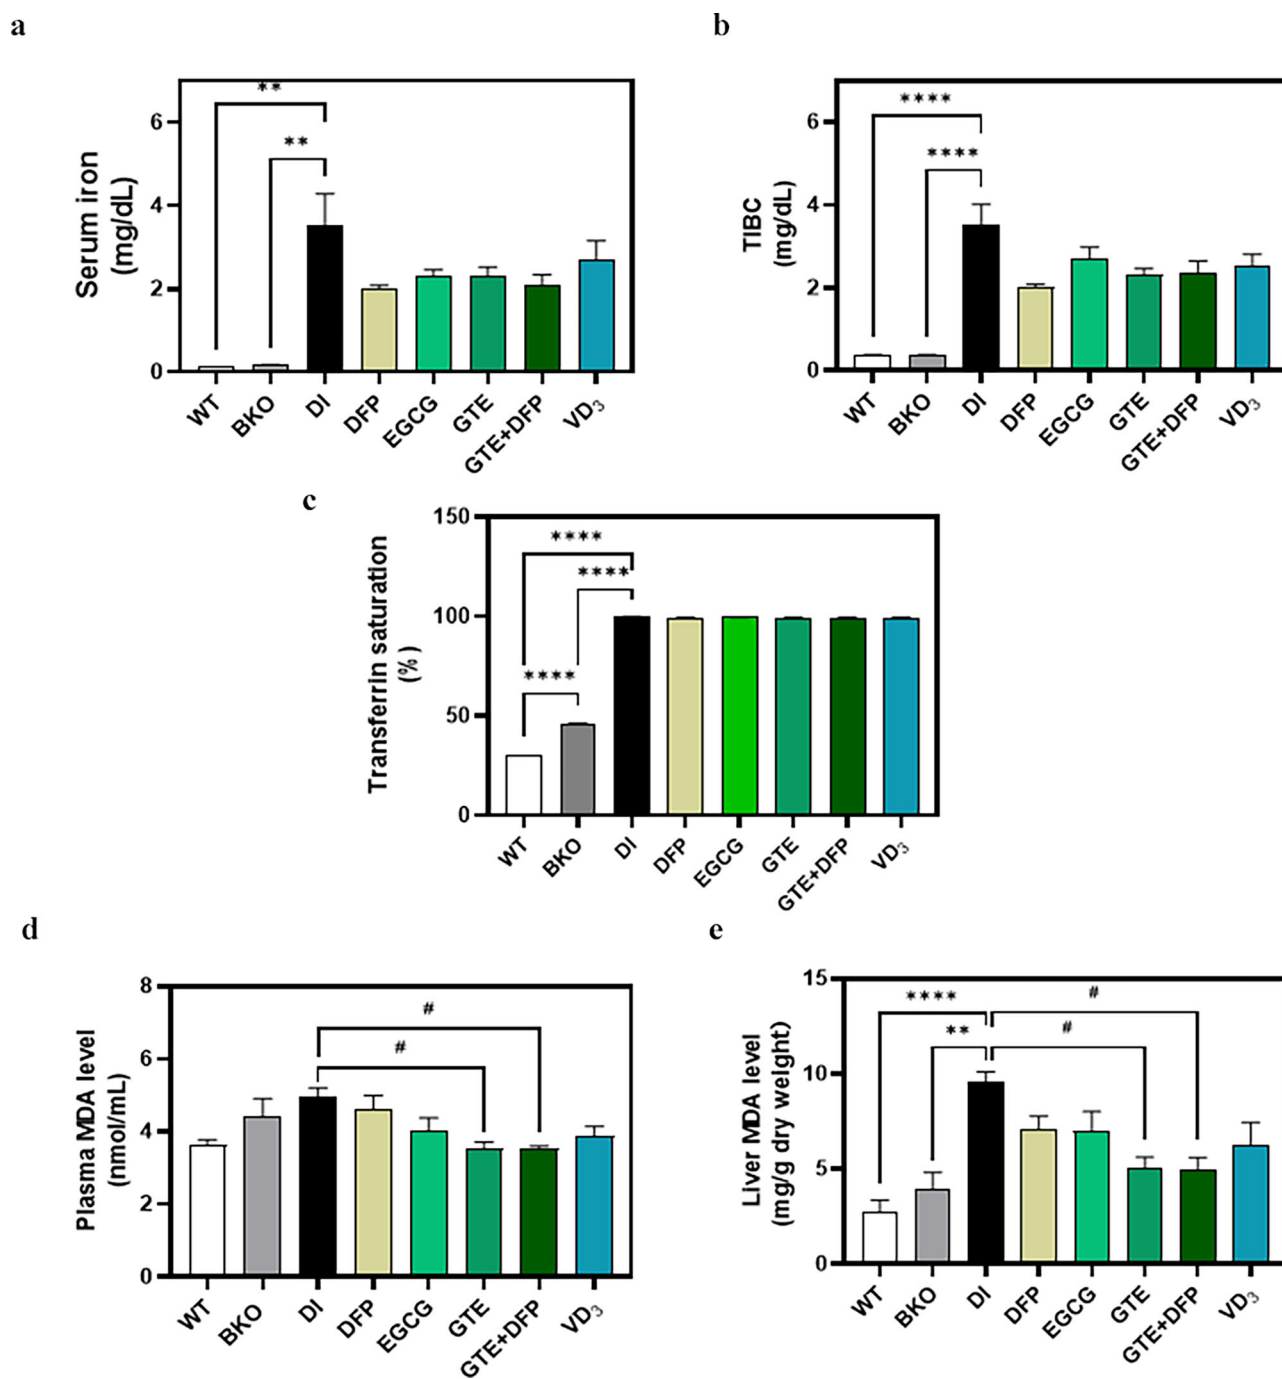 a
Serum iron
(mg/dL)
6
4
2
0
**
**
WT
BKO
DI
DFP
EGCG
GTE
GTE+DFP
VD₃
b
TIBC
(mg/dL)
6
4
2
0
****
****
WT
BKO
DI
DFP
EGCG
GTE
GTE+DFP
VD₃
c
Transferrin saturation
(%)
150
100
50
0
****
****
****
WT
BKO
DI
DFP
EGCG
GTE
GTE+DFP
VD₃
d
Plasma MDA level
(nmol/mL)
8
6
4
2
0
#
#
WT
BKO
DI
DFP
EGCG
GTE
GTE+DFP
VD₃
e
Liver MDA level
(mg/g dry weight)
15
10
5
0
****
#
**
#
WT
BKO
DI
DFP
EGCG
GTE
GTE+DFP
VD₃